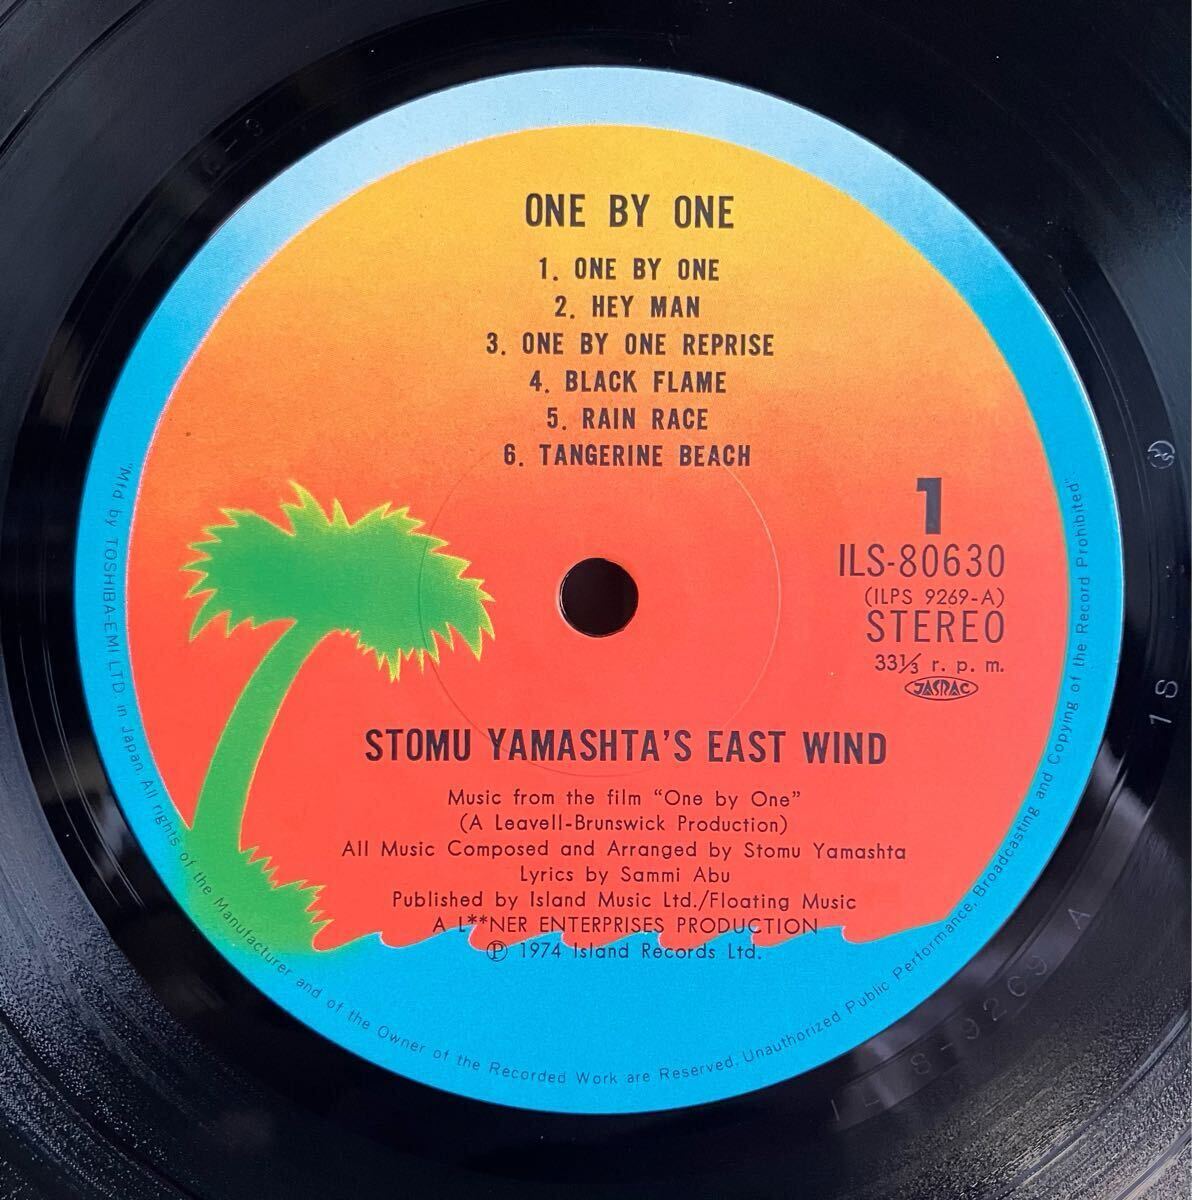 ONE BY ONE
1. ONE BY ONE
2. HEY MAN
3. ONE BY ONE REPRISE
4. BLACK FLAME
5. RAIN RACE
6. TANGERINE BEACH
1
ILS-80630
(ILPS 9269-A)
STEREO
33⅓ r. p. m.
JASRAC
STOMU YAMASHTA'S EAST WIND
Music from the film "One by One"
(A Leavell-Brunswick Production)
All Music Composed and Arranged by Stomu Yamashta
Lyrics by Sammi Abu
Published by Island Music Ltd./Floating Music
A L**NER ENTERPRISES PRODUCTION
℗ 1974 Island Records Ltd.
"Mfd by TOSHIBA-EMI LTD. in Japan. All rights of the Manufacturer and of the Owner of the Recorded Work are Reserved. Unauthorized Public Performance, Broadcasting and Copying of the Record Prohibited"
1S